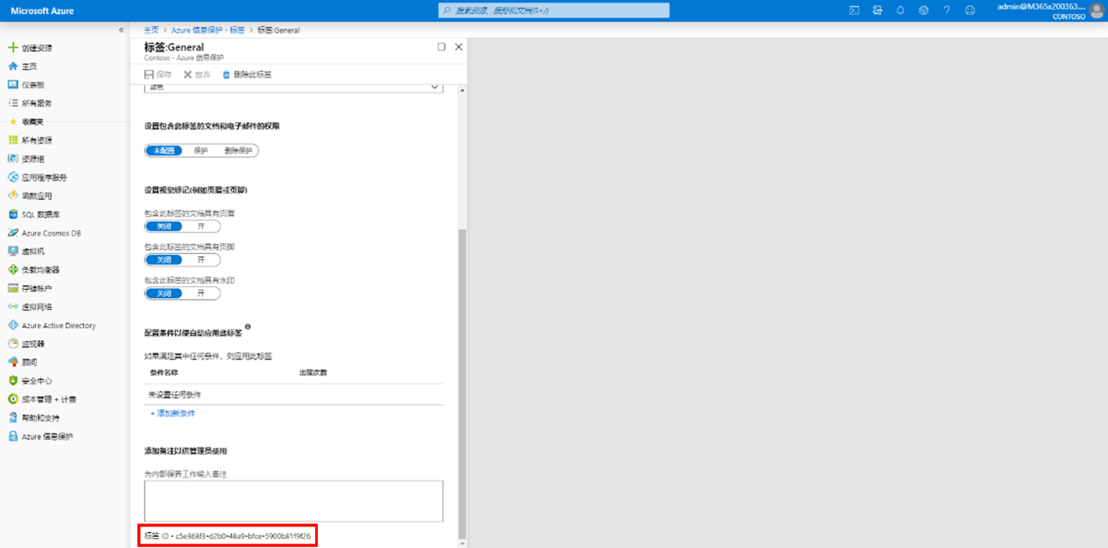 Microsoft Azure
搜索资源、服务和文档(G+/)
admin@M365x200363....
CONTOSO
主页 > Azure 信息保护 - 标签 > 标签:General
创建资源
主页
仪表板
所有服务
收藏夹
所有资源
资源组
应用程序服务
函数应用
SQL 数据库
Azure Cosmos DB
虚拟机
负载均衡器
存储帐户
虚拟网络
Azure Active Directory
监视器
顾问
安全中心
成本管理 + 计费
帮助和支持
Azure 信息保护
标签:General
Contoso - Azure 信息保护
保存 放弃 删除此标签
设置包含此标签的文档和电子邮件的权限
未配置 保护 删除保护
设置视觉标记(例如页眉或页脚)
包含此标签的文档具有页眉
关闭 开
包含此标签的文档具有页脚
关闭 开
包含此标签的文档具有水印
关闭 开
配置条件以便自动应用此标签
如果满足其中任何条件，则应用此标签
条件名称 出现次数
未设置任何条件
+ 添加新条件
添加备注以供管理员使用
为内部保养工作输入备注
标签 ID - c5e368f3-d2b0-48a9-bfce-5900b81f9f26